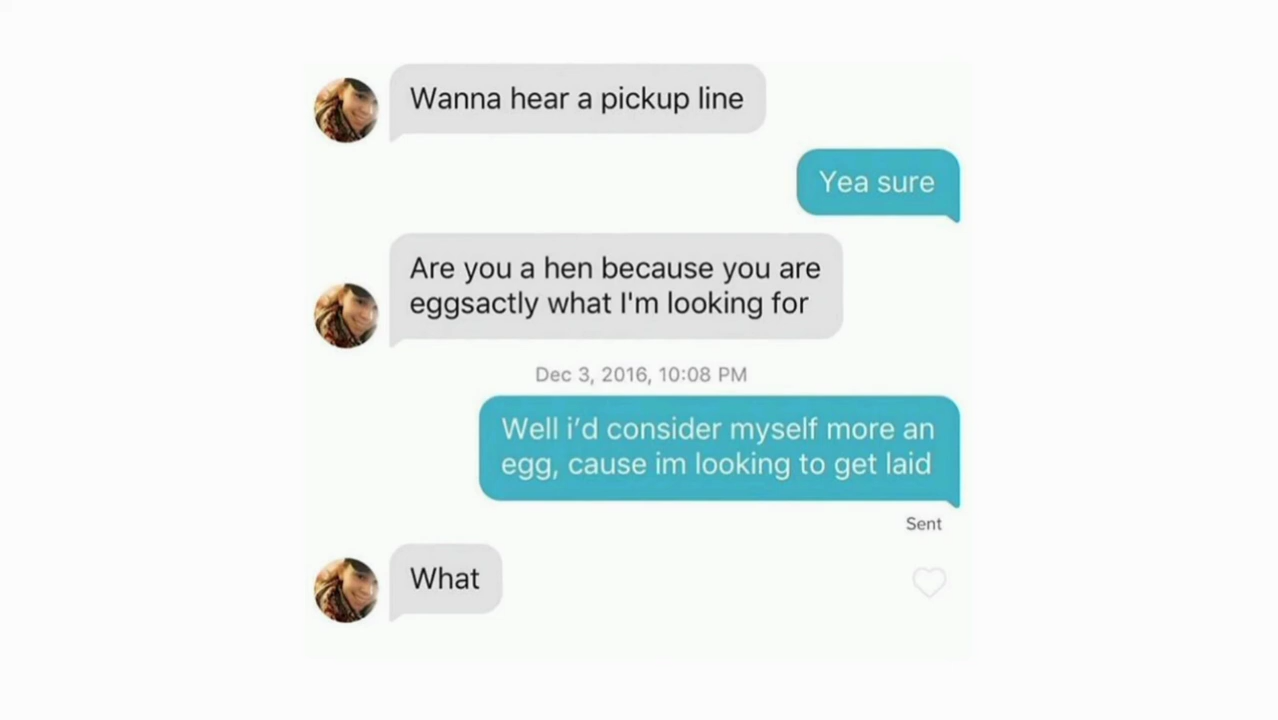 Wanna hear a pickup line
Yea sure
Are you a hen because you are
eggsactly what I'm looking for
Dec 3, 2016, 10:08 PM
Well i’d consider myself more an
egg, cause im looking to get laid
Sent
What